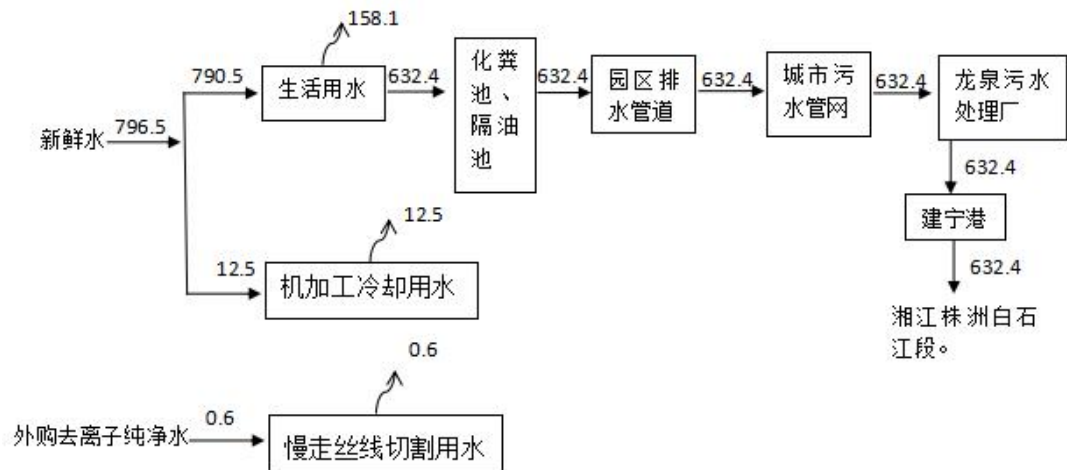 158.1
790.5
生活用水
632.4
化粪
池、
隔油
池
632.4
园区排
水管道
632.4
城市污
水管网
632.4
龙泉污水
处理厂
新鲜水
796.5
632.4
建宁港
632.4
湘江株洲白石
江段。
12.5
12.5
机加工冷却用水
0.6
外购去离子纯净水
0.6
慢走丝线切割用水